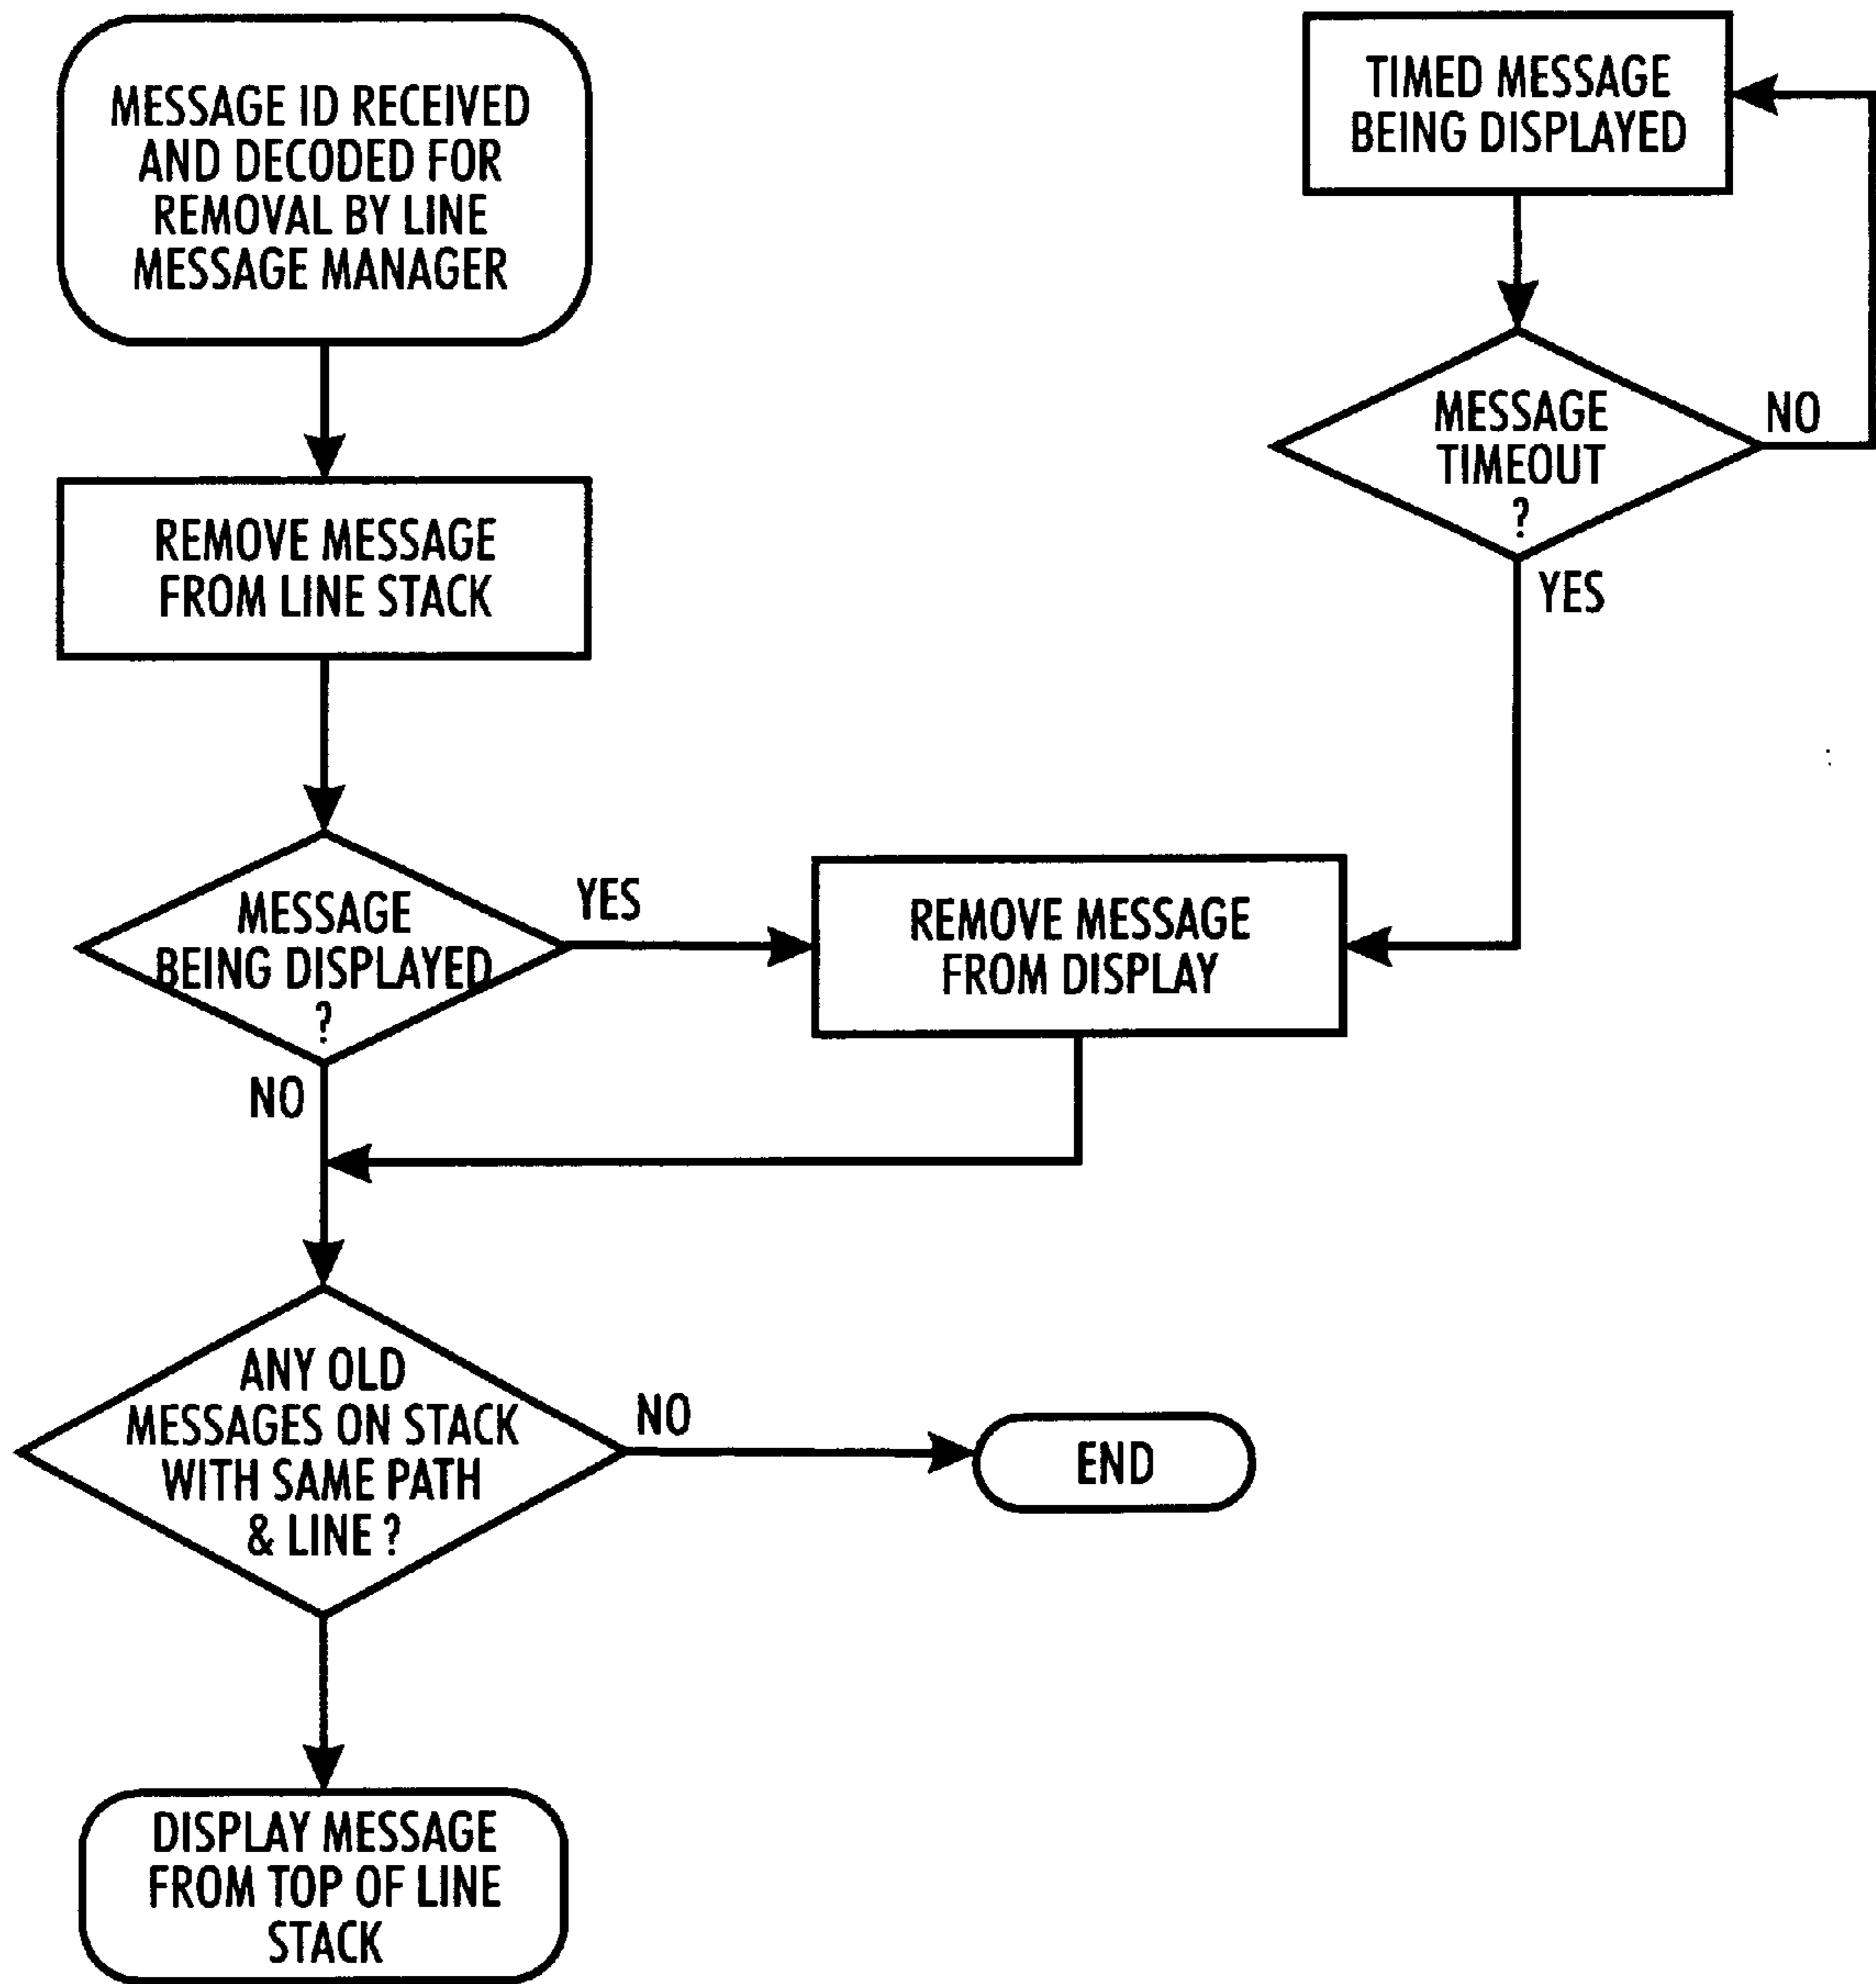 MESSAGE ID RECEIVED
AND DECODED FOR
REMOVAL BY LINE
MESSAGE MANAGER
TIMED MESSAGE
BEING DISPLAYED
MESSAGE
TIMEOUT
?
NO
YES
REMOVE MESSAGE
FROM LINE STACK
MESSAGE
BEING DISPLAYED
?
YES
NO
REMOVE MESSAGE
FROM DISPLAY
ANY OLD
MESSAGES ON STACK
WITH SAME PATH
& LINE ?
NO
END
DISPLAY MESSAGE
FROM TOP OF LINE
STACK